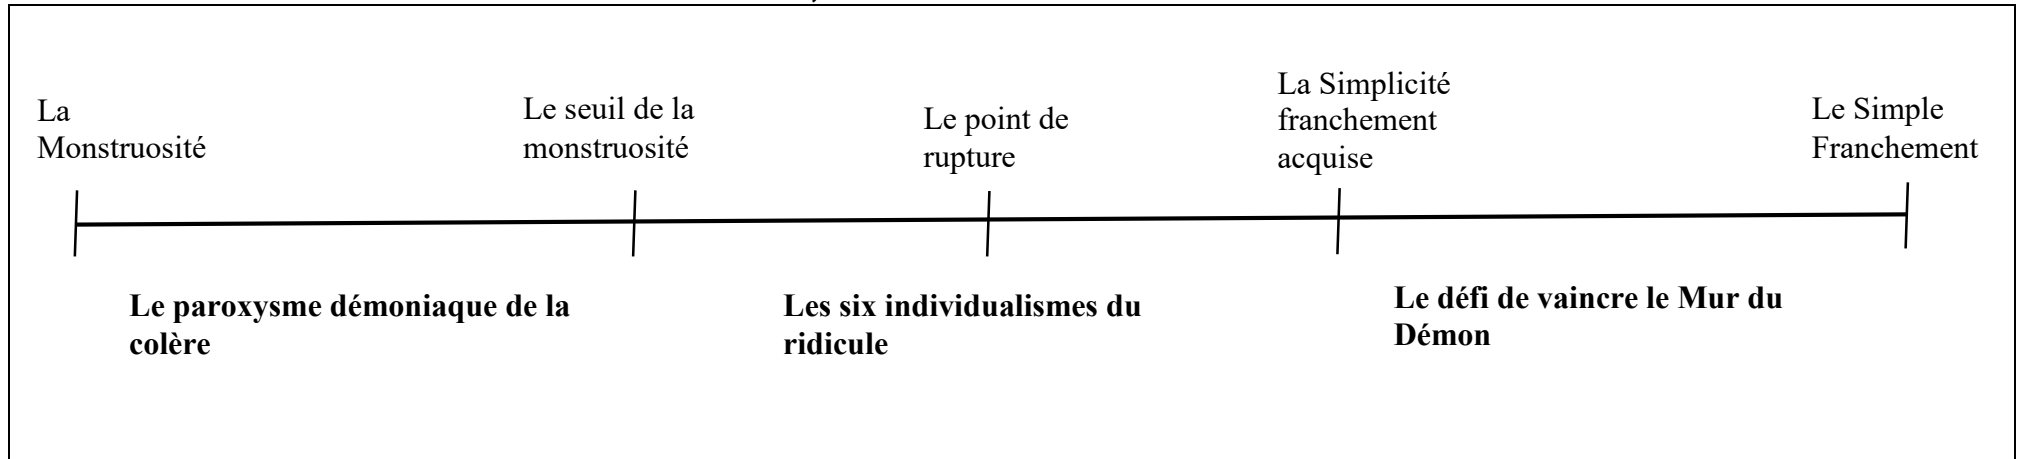 La
Monstruosité
Le seuil de la
monstruosité
Le point de
rupture
La Simplicité
franchement
acquise
Le Simple
Franchement
Le paroxysme démoniaque de la
colère
Les six individualismes du
ridicule
Le défi de vaincre le Mur du
Démon